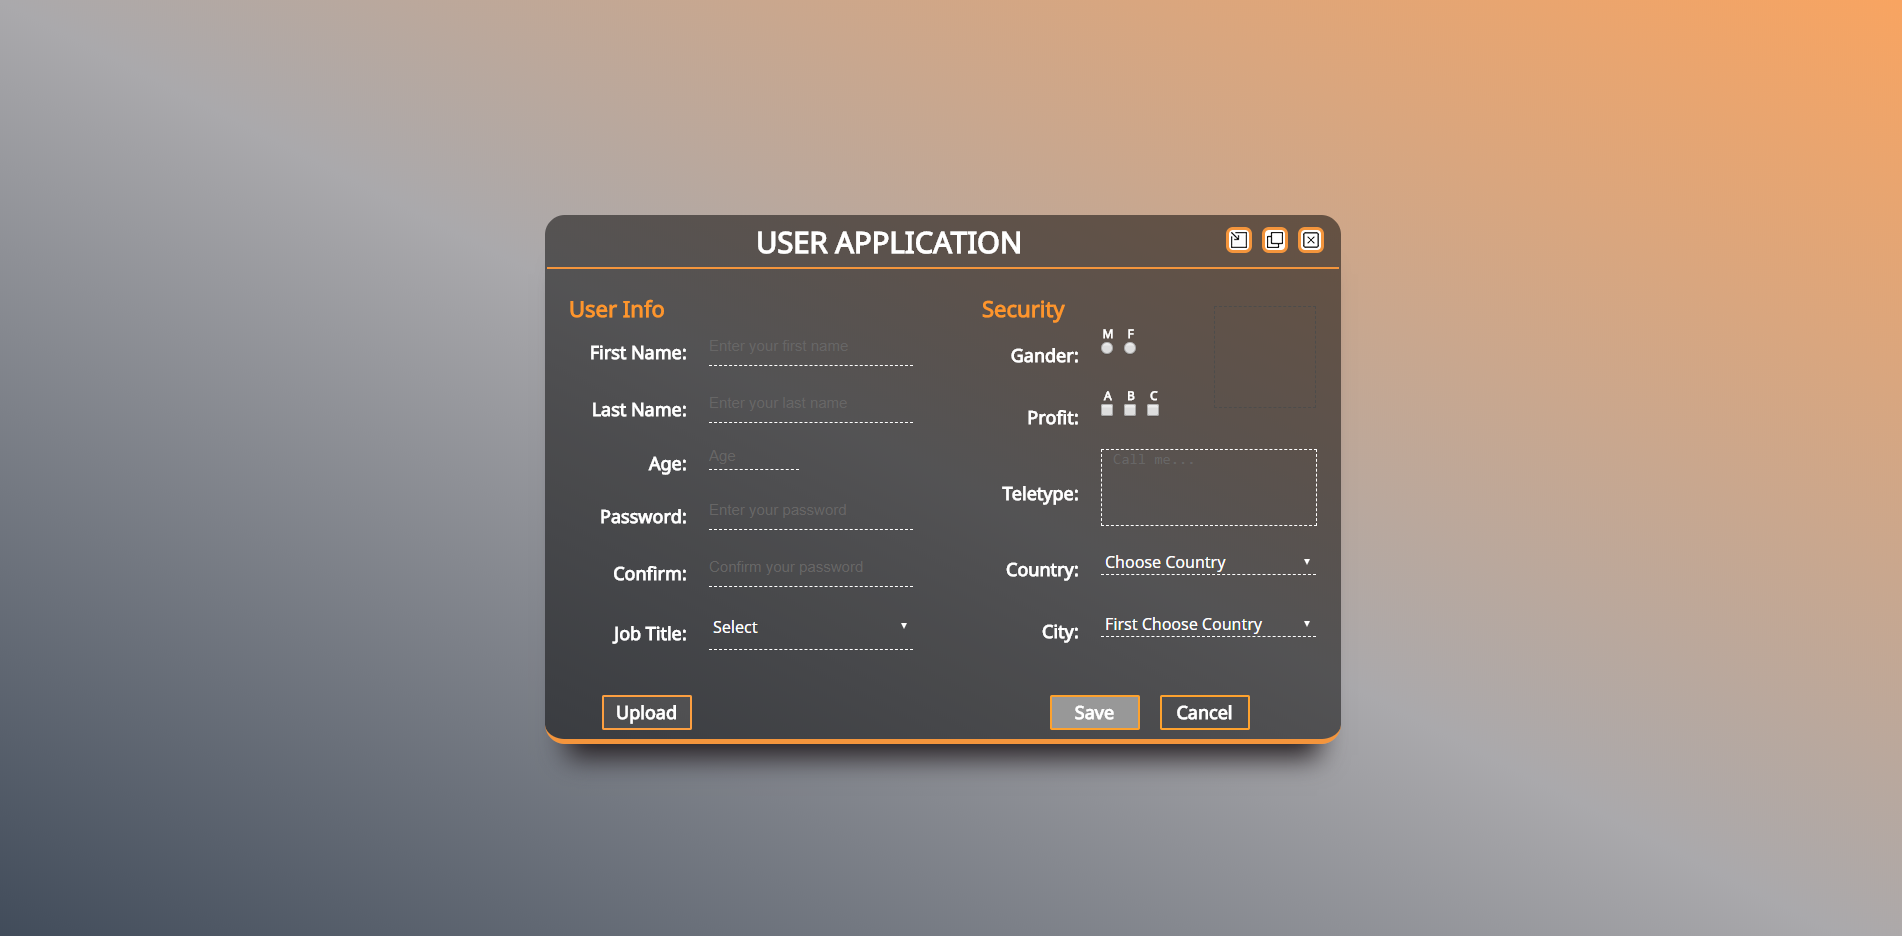 USER APPLICATION
User Info
First Name: Enter your first name
Last Name: Enter your last name
Age: Age
Password: Enter your password
Confirm: Confirm your password
Job Title: Select
Upload
Security
M F
Gander:
A B C
Profit:
Teletype: Call me...
Country: Choose Country
City: First Choose Country
Save Cancel